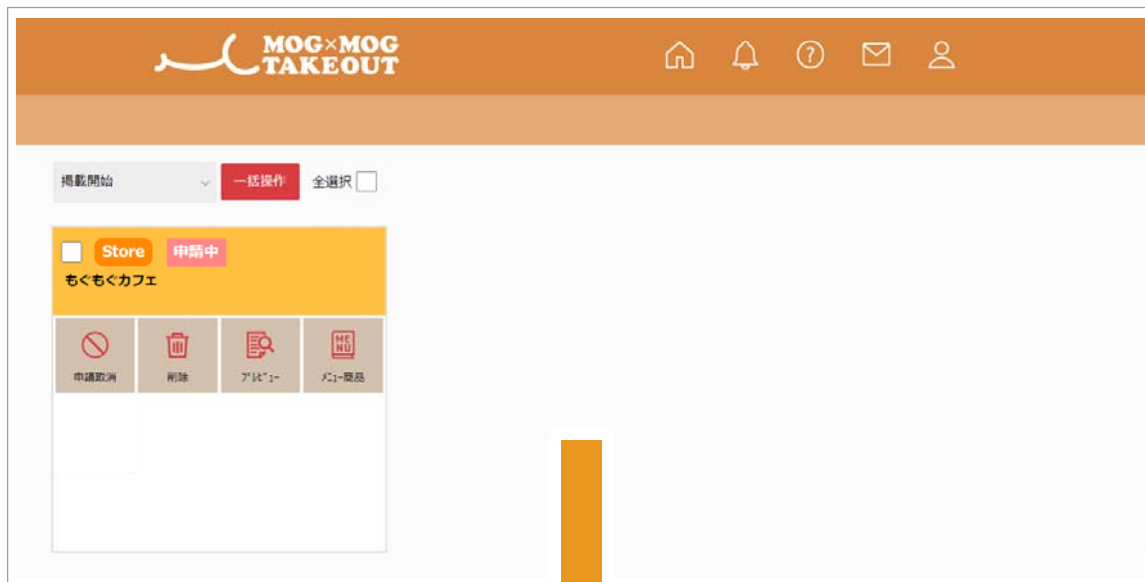 MOG×MOG
TAKEOUT
掲載開始
一括操作
全選択
Store
申請中
もぐもぐカフェ
申請取消
削除
ﾌﾟﾚﾋﾞｭｰ
MENU
ﾒﾆｭｰ商品